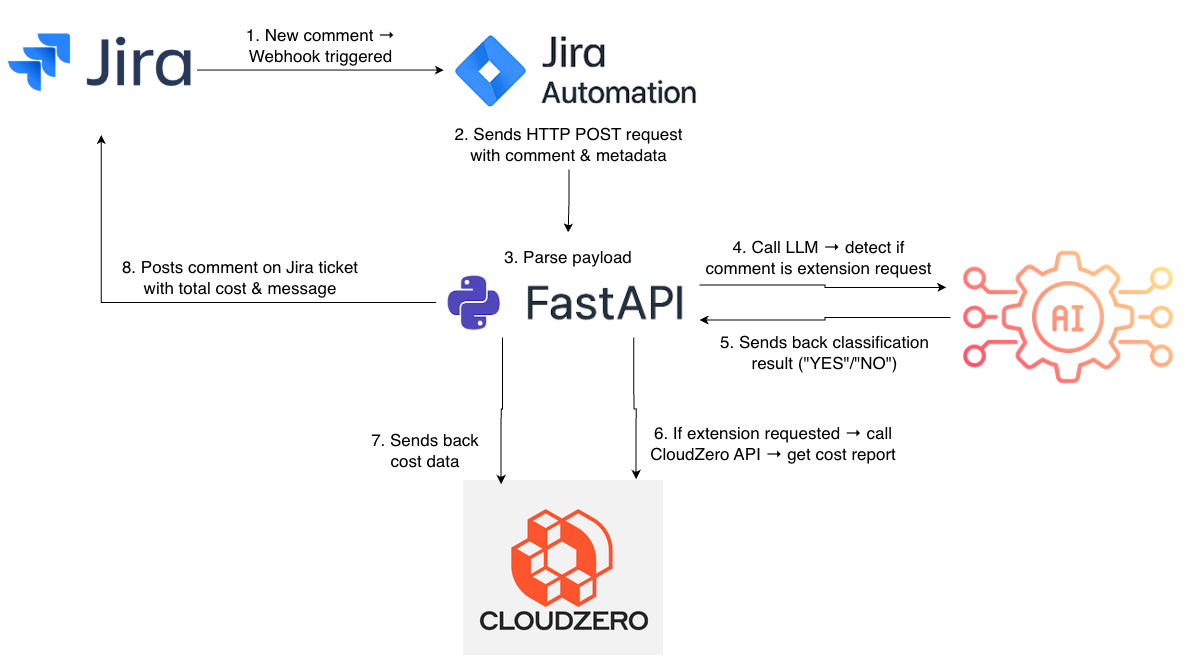 Jira
1. New comment →
Webhook triggered
Jira
Automation
2. Sends HTTP POST request
with comment & metadata
3. Parse payload
FastAPI
4. Call LLM → detect if
comment is extension request
AI
5. Sends back classification
result ("YES"/"NO")
8. Posts comment on Jira ticket
with total cost & message
7. Sends back
cost data
6. If extension requested → call
CloudZero API → get cost report
CLOUDZERO